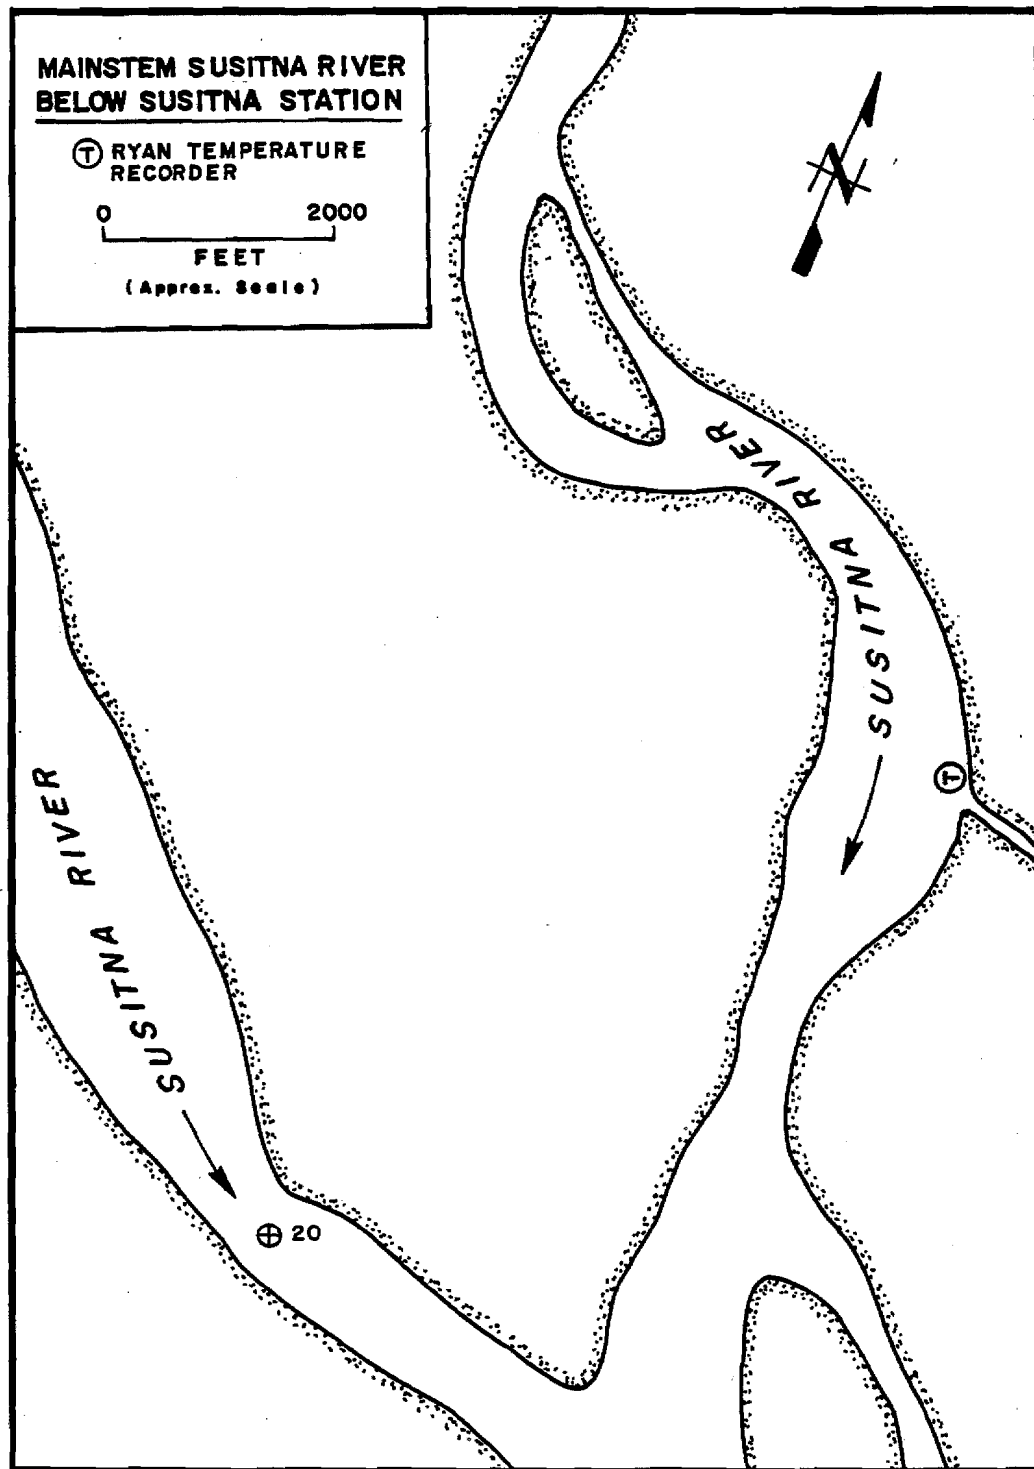 MAINSTEM SUSITNA RIVER
BELOW SUSITNA STATION
T RYAN TEMPERATURE
RECORDER
0 2000
FEET
(Approx. Scale)
N
SUSITNA RIVER
T
SUSITNA RIVER
20